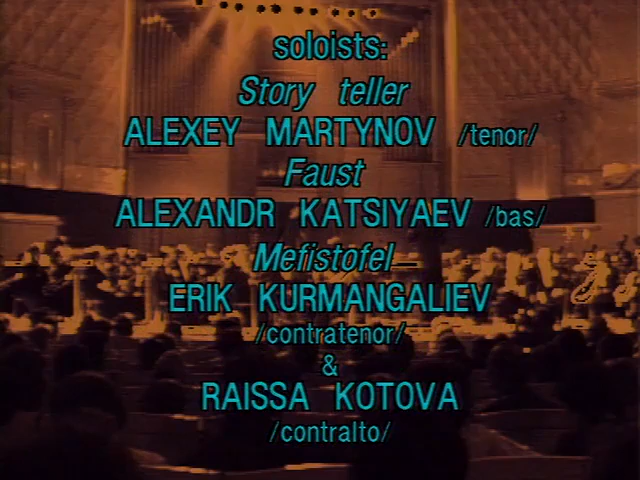 soloists:
Story teller
ALEXEY MARTYNOV /tenor/
Faust
ALEXANDR KATSIYAEV /bas/
Mefistofel
ERIK KURMANGALIEV
/contratenor/
&
RAISSA KOTOVA
/contralto/